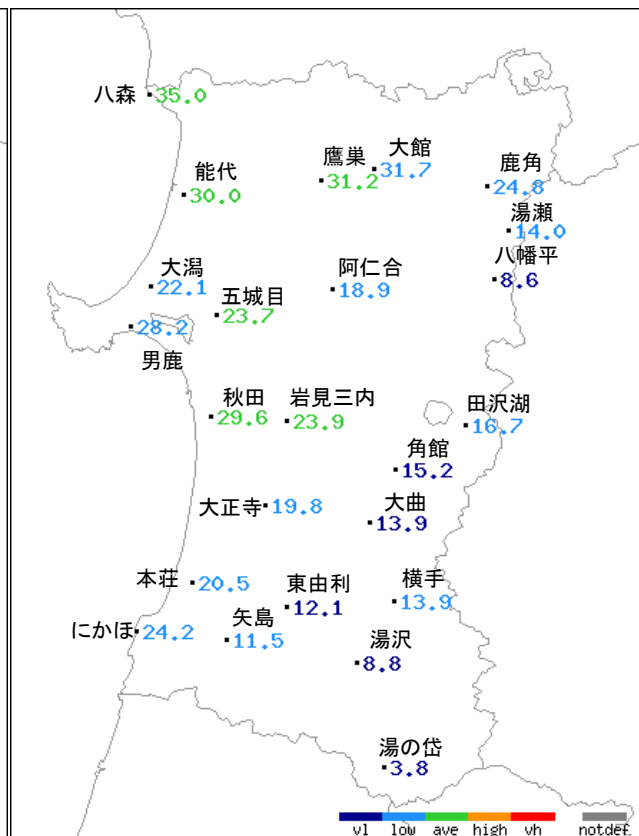 八森
35.0
鷹巣
31.2
大館
31.7
能代
30.0
鹿角
24.8
湯瀬
14.0
八幡平
8.6
大潟
22.1
五城目
23.7
阿仁合
18.9
28.2
男鹿
秋田
29.6
岩見三内
23.9
田沢湖
16.7
角館
15.2
大正寺
19.8
大曲
13.9
本荘
20.5
東由利
12.1
横手
13.9
にかほ
24.2
矢島
11.5
湯沢
8.8
湯の岱
3.8
vl low ave high vh notdef